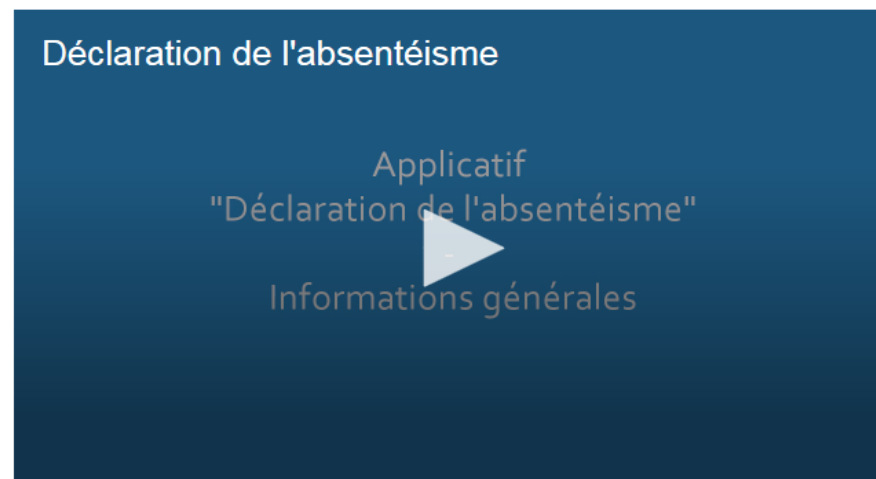 Déclaration de l'absentéisme
Applicatif
"Déclaration de l'absentéisme"
-
Informations générales